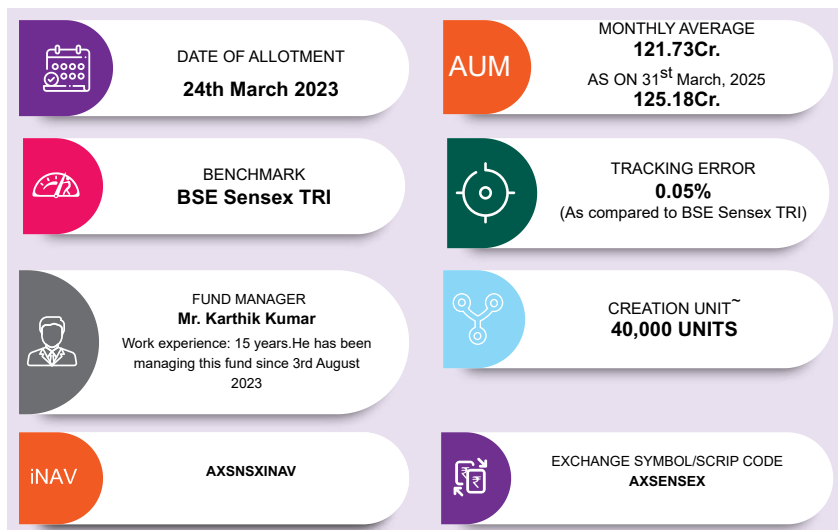 DATE OF ALLOTMENT
24th March 2023
AUM
MONTHLY AVERAGE
121.73Cr.
AS ON 31st March, 2025
125.18Cr.
BENCHMARK
BSE Sensex TRI
TRACKING ERROR
0.05%
(As compared to BSE Sensex TRI)
FUND MANAGER
Mr. Karthik Kumar
Work experience: 15 years.He has been
managing this fund since 3rd August
2023
CREATION UNIT~
40,000 UNITS
iNAV
AXSNSXINAV
₹
₹
EXCHANGE SYMBOL/SCRIP CODE
AXSENSEX